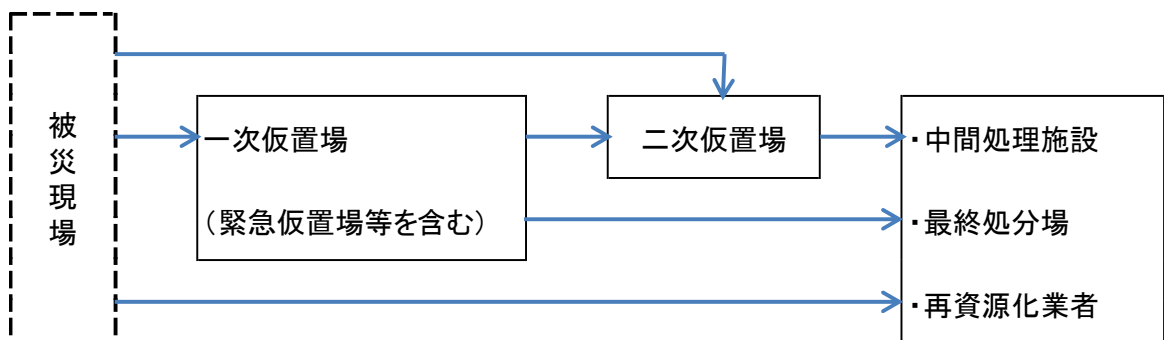 被災現場
一次仮置場
(緊急仮置場等を含む)
二次仮置場
・中間処理施設
・最終処分場
・再資源化業者